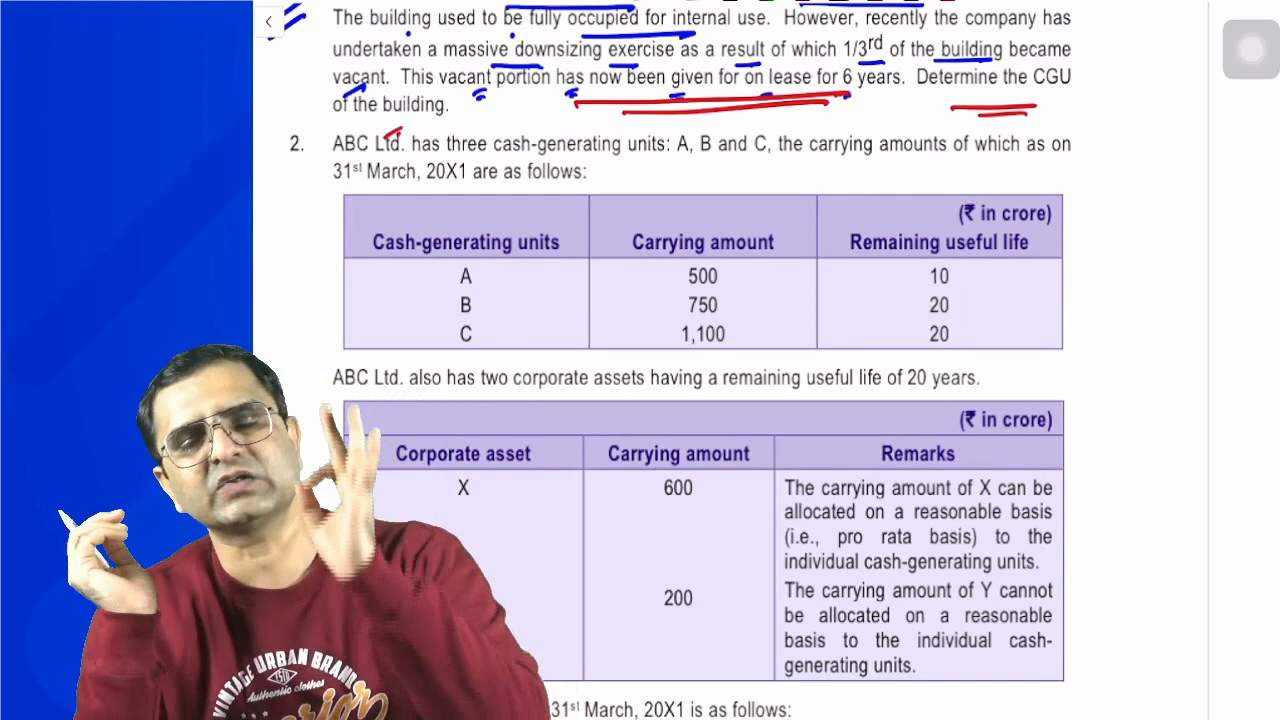 The building used to be fully occupied for internal use. However, recently the company has
undertaken a massive downsizing exercise as a result of which 1/3rd of the building became
vacant. This vacant portion has now been given for on lease for 6 years. Determine the CGU
of the building.
2. ABC Ltd. has three cash-generating units: A, B and C, the carrying amounts of which as on
31st March, 20X1 are as follows:
(₹ in crore)
Cash-generating units Carrying amount Remaining useful life
A 500 10
B 750 20
C 1,100 20
ABC Ltd. also has two corporate assets having a remaining useful life of 20 years.
(₹ in crore)
Corporate asset Carrying amount Remarks
X 600 The carrying amount of X can be
allocated on a reasonable basis
(i.e., pro rata basis) to the
individual cash-generating units.
200 The carrying amount of Y cannot
be allocated on a reasonable
basis to the individual cash-
generating units.
31st March, 20X1 is as follows:
VINTAGE URBAN BRAND
Authentic clothes